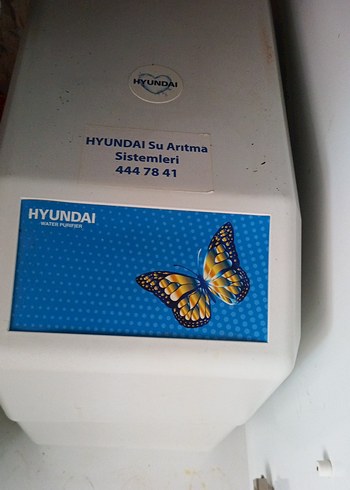 HYUNDAI
HYUNDAI Su Arıtma
Sistemleri
444 78 41
HYUNDAI
WATER PURIFIER